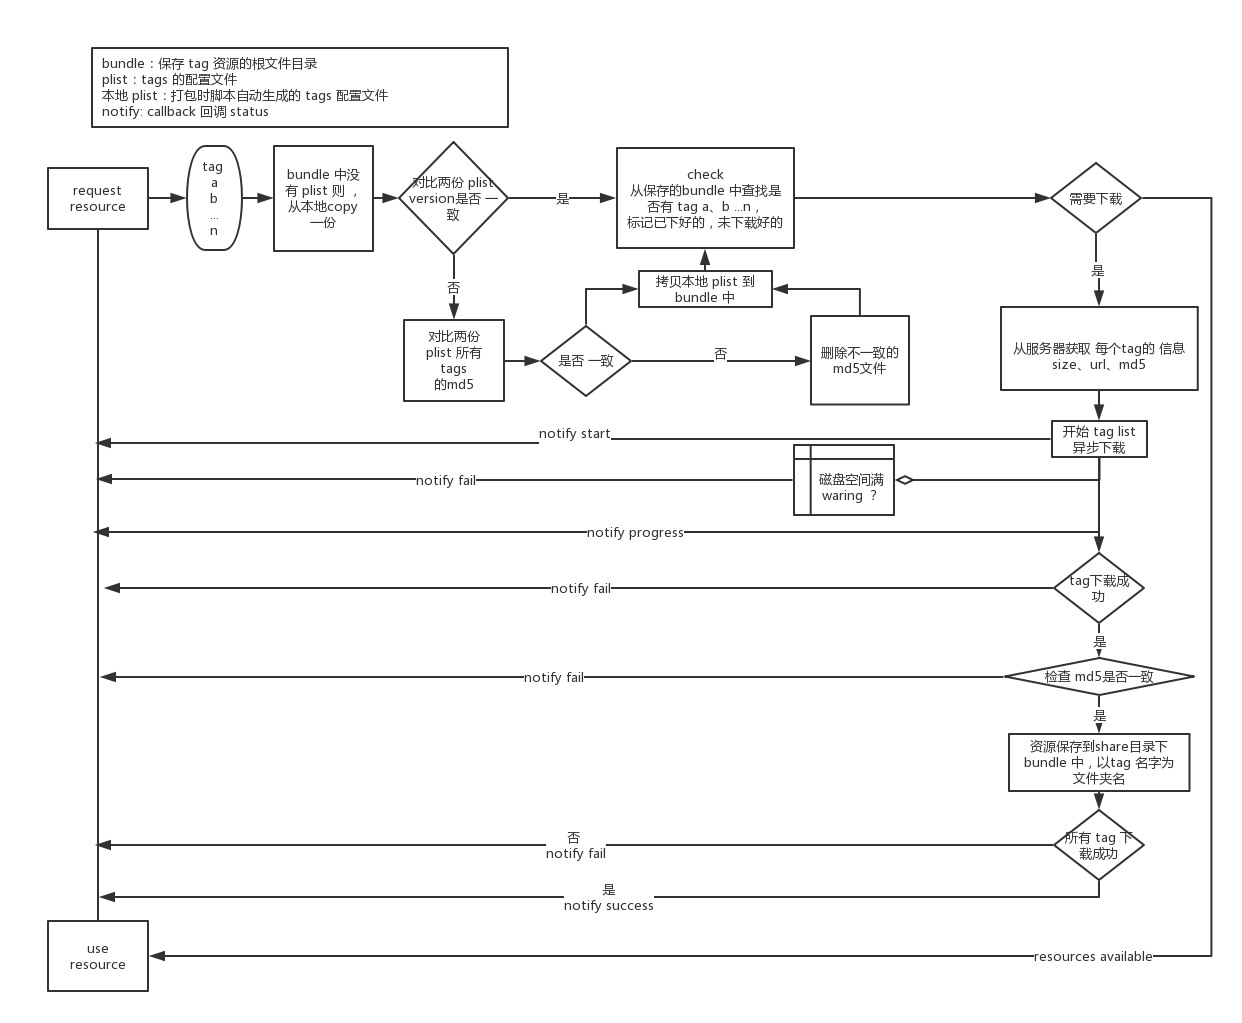 bundle：保存 tag 资源的根文件目录
plist：tags 的配置文件
本地 plist：打包时脚本自动生成的 tags 配置文件
notify: callback 回调 status
request
resource
tag
a
b
...
n
bundle 中没
有 plist 则 ，
从本地copy
一份
对比两份 plist
version是否 一
致
是
check
从保存的bundle 中查找是
否有 tag a、b ...n，
标记已下好的，未下载好的
需要下载
否
是
拷贝本地 plist 到
bundle 中
对比两份
plist 所有
tags
的md5
是否 一致
否
删除不一致的
md5文件
从服务器获取 每个tag的 信息
size、url、md5
notify start
开始 tag list
异步下载
notify fail
磁盘空间满
waring ？
notify progress
notify fail
tag下载成
功
是
notify fail
检查 md5是否一致
是
资源保存到share目录下
bundle 中，以tag 名字为
文件夹名
否
notify fail
所有 tag 下
载成功
是
notify success
use
resource
resources available